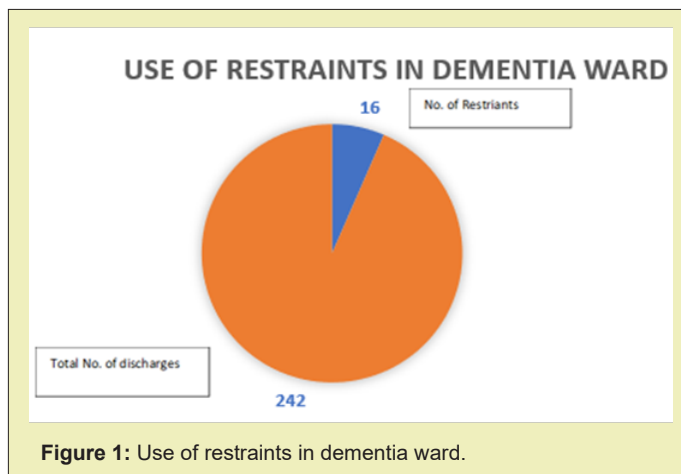 USE OF RESTRAINTS IN DEMENTIA WARD
16
No. of Restriants
Total No. of discharges
242
Figure 1: Use of restraints in dementia ward.